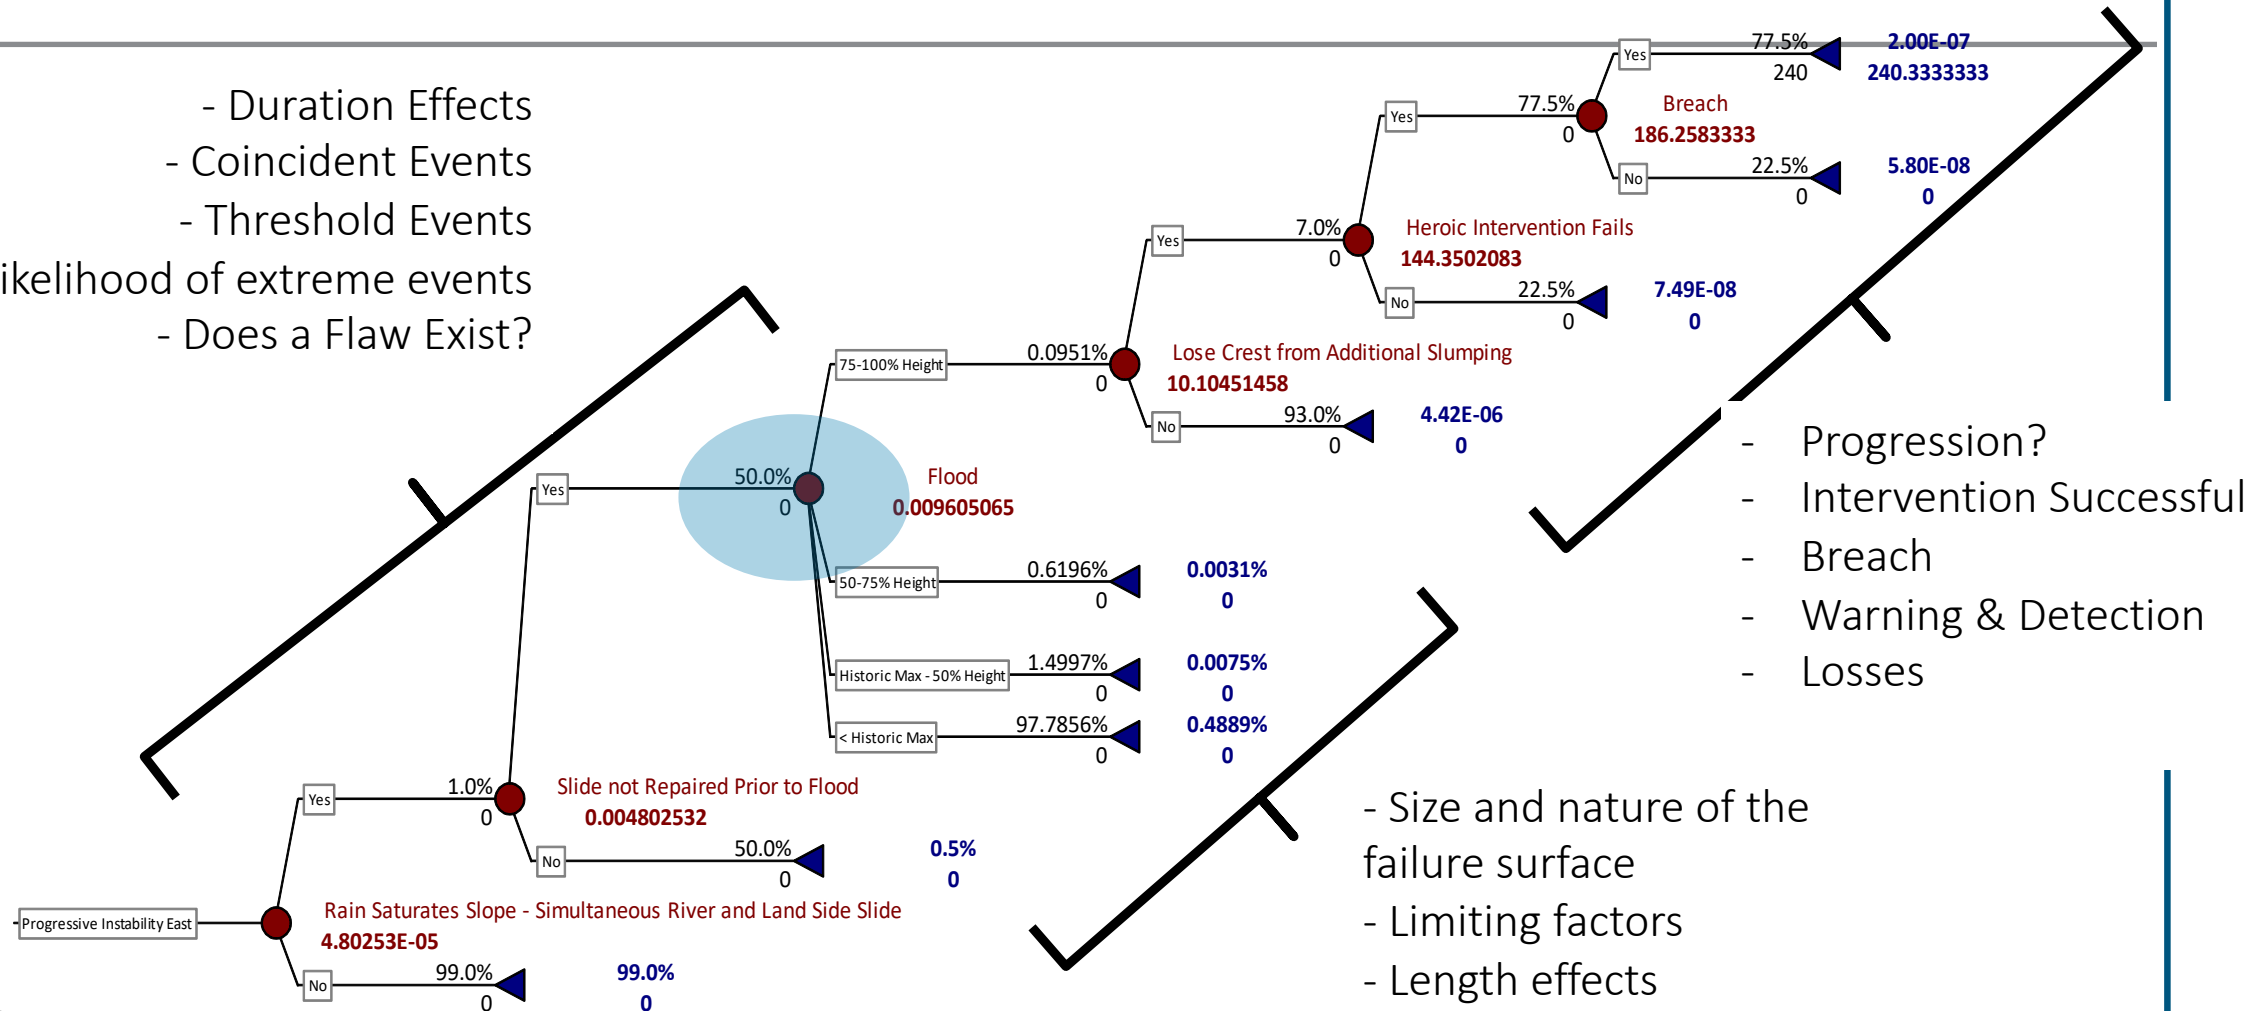 - Duration Effects
- Coincident Events
- Threshold Events
ikelihood of extreme events
- Does a Flaw Exist?
Yes
77.5%
240
2.00E-07
240.3333333
Yes
77.5%
0
Breach
186.2583333
No
22.5%
0
5.80E-08
0
Yes
7.0%
0
Heroic Intervention Fails
144.3502083
No
22.5%
0
7.49E-08
0
75-100% Height
0.0951%
0
Lose Crest from Additional Slumping
10.10451458
No
93.0%
0
4.42E-06
0
Yes
50.0%
0
Flood
0.009605065
50-75% Height
0.6196%
0
0.0031%
0
Historic Max - 50% Height
1.4997%
0
0.0075%
0
< Historic Max
97.7856%
0
0.4889%
0
Yes
1.0%
0
Slide not Repaired Prior to Flood
0.004802532
No
50.0%
0
0.5%
0
Progressive Instability East
Rain Saturates Slope - Simultaneous River and Land Side Slide
4.80253E-05
No
99.0%
0
99.0%
0
- Progression?
- Intervention Successful
- Breach
- Warning & Detection
- Losses
- Size and nature of the
failure surface
- Limiting factors
- Length effects